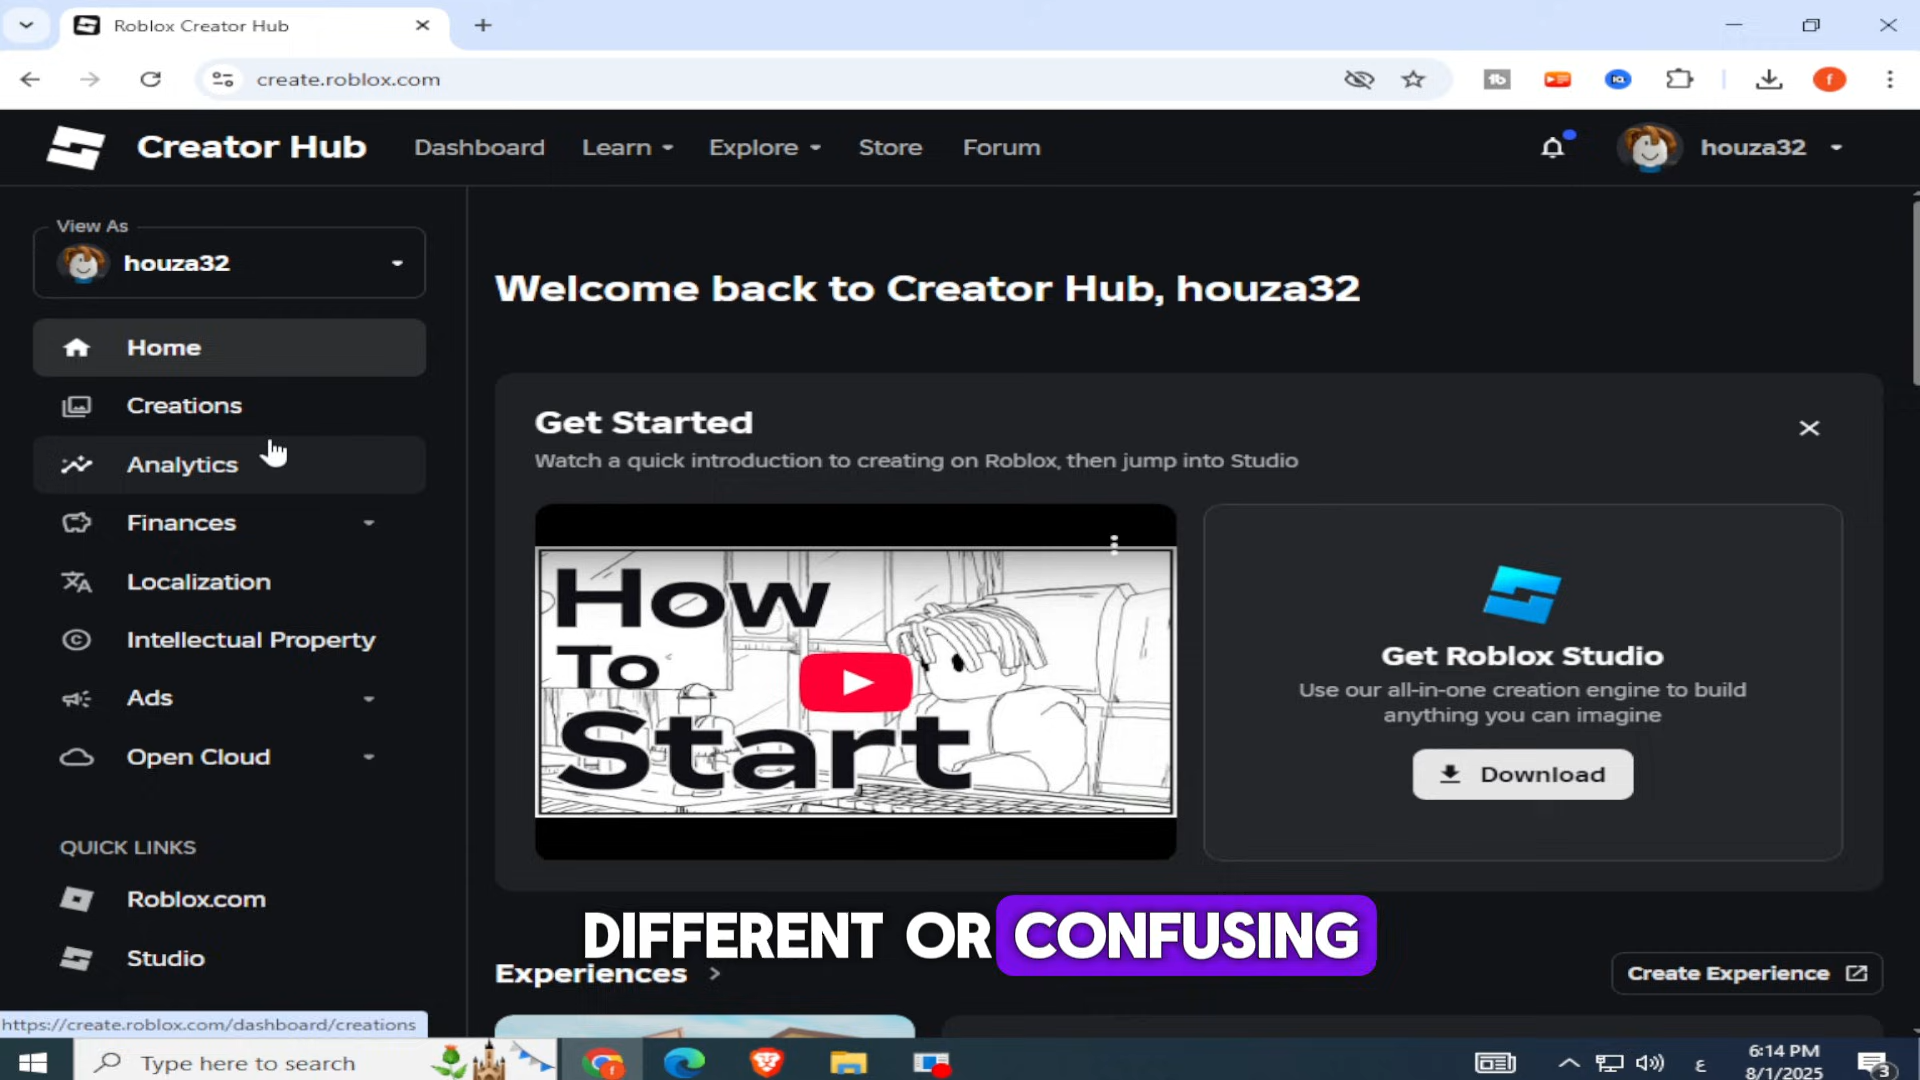 Roblox Creator Hub
create.roblox.com
Creator Hub Dashboard Learn Explore Store Forum houza32
View As
houza32
Home
Creations
Analytics
Finances
Localization
Intellectual Property
Ads
Open Cloud
QUICK LINKS
Roblox.com
Studio
Welcome back to Creator Hub, houza32
Get Started
Watch a quick introduction to creating on Roblox, then jump into Studio
How
To
Start
Get Roblox Studio
Use our all-in-one creation engine to build
anything you can imagine
Download
DIFFERENT OR CONFUSING
Experiences
Create Experience
https://create.roblox.com/dashboard/creations
Type here to search
ع
6:14 PM
8/1/2025
3